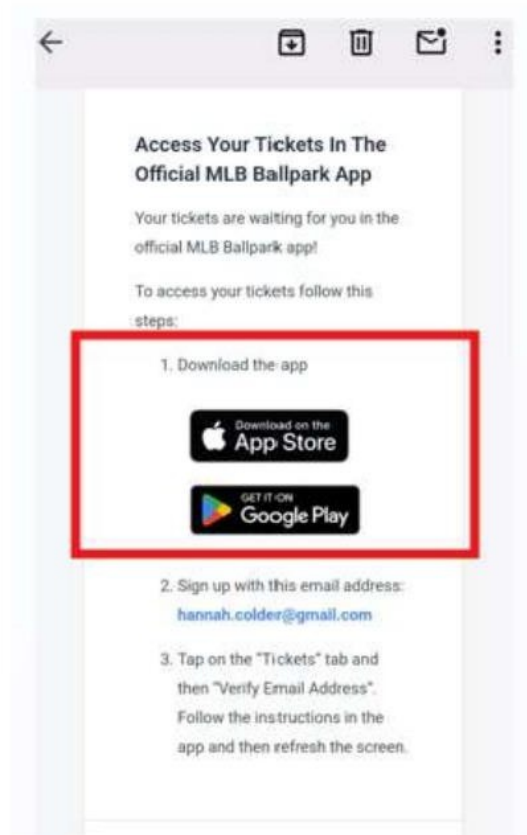 Access Your Tickets In The
Official MLB Ballpark App
Your tickets are waiting for you in the
official MLB Ballpark app!
To access your tickets follow this
steps:
1. Download the app
Download on the
App Store
GET IT ON
Google Play
2. Sign up with this email address:
hannah.colder@gmail.com
3. Tap on the "Tickets" tab and
then "Verify Email Address".
Follow the instructions in the
app and then refresh the screen.